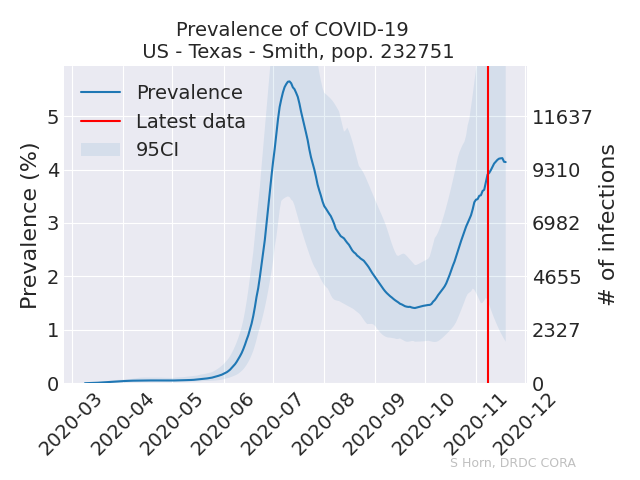 Prevalence of COVID-19
US - Texas - Smith, pop. 232751
Prevalence
Latest data
95CI
Prevalence (%)
5
4
3
2
1
0
11637
9310
6982
4655
2327
0
# of infections
2020-03
2020-04
2020-05
2020-06
2020-07
2020-08
2020-09
2020-10
2020-11
2020-12
S Horn, DRDC CORA